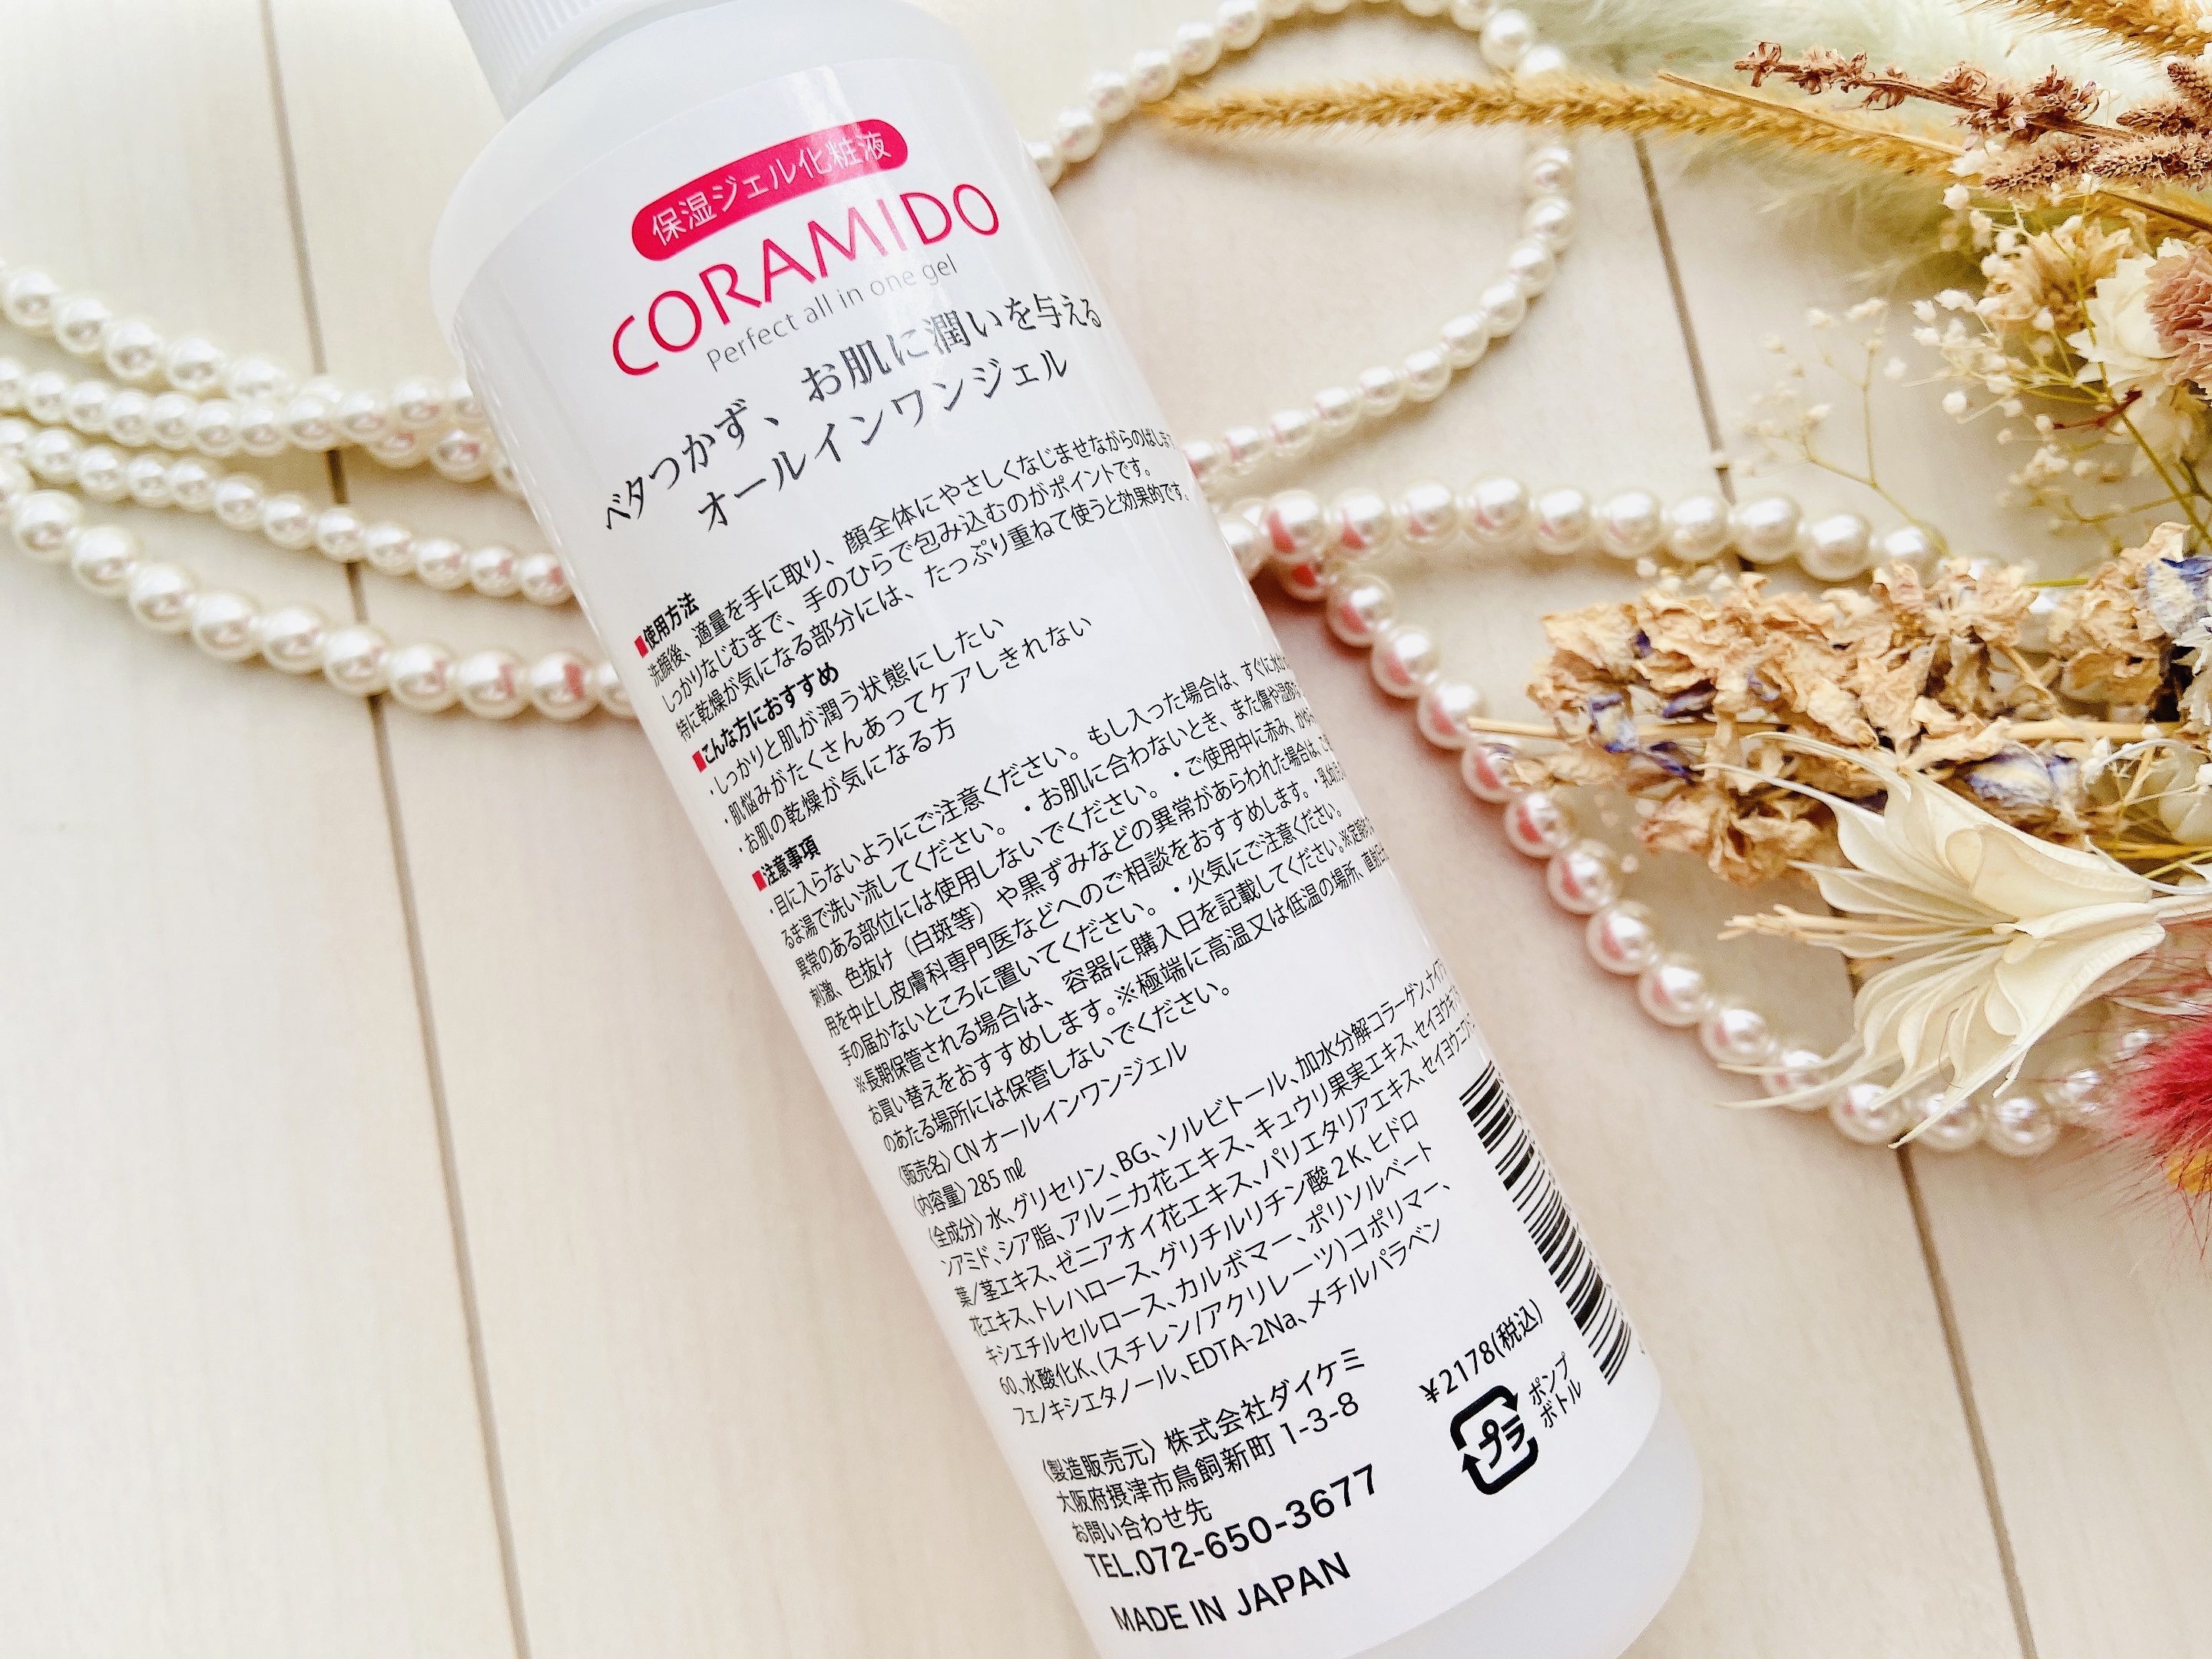 保湿ジェル化粧液
CORAMIDO
Perfect all in one gel
ベタつかず、お肌に潤いを与える
オールインワンジェル
■使用方法
洗顔後、適量を手に取り、顔全体にやさしくなじませながらのばしま
しっかりなじむまで、手のひらで包み込むのがポイントです。
特に乾燥が気になる部分には、たっぷり重ねて使うと効果的です。
■こんな方におすすめ
・しっかりと肌が潤う状態にしたい
・肌悩みがたくさんあってケアしきれない
・お肌の乾燥が気になる方
■注意事項
・目に入らないようにご注意ください。もし入った場合は、すぐに水
るま湯で洗い流してください。・お肌に合わないとき、また傷や湿疹
異常のある部位には使用しないでください。・ご使用中に赤み、かゆ
刺激、色抜け（白斑等）や黒ずみなどの異常があらわれた場合は、
用を中止し皮膚科専門医などへのご相談をおすすめします。・乳幼児
手の届かないところに置いてください。・火気にご注意ください。
※長期保管される場合は、容器に購入日を記載してください。※定期的
お買い替えをおすすめします。※極端に高温又は低温の場所、直射日
のあたる場所には保管しないでください。
〈販売名〉CN オールインワンジェル
〈内容量〉285 ㎖
〈全成分〉水、グリセリン、BG、ソルビトール、加水分解コラーゲン、ナイア
シンアミド、シア脂、アルニカ花エキス、キュウリ果実エキス、セイヨウキ
葉/茎エキス、ゼニアオイ花エキス、パリエタリアエキス、セイヨウニワ
花エキス、トレハロース、グリチルリチン酸2K、ヒドロ
キシエチルセルロース、カルボマー、ポリソルベート
60、水酸化K、(スチレン/アクリレーツ)コポリマー、
フェノキシエタノール、EDTA-2Na、メチルパラベン
〈製造販売元〉株式会社ダイケミ
大阪府摂津市鳥飼新町 1-3-8
お問い合わせ先
TEL.072-650-3677
MADE IN JAPAN
¥2178(税込)
プラ
ポンプ
ボトル